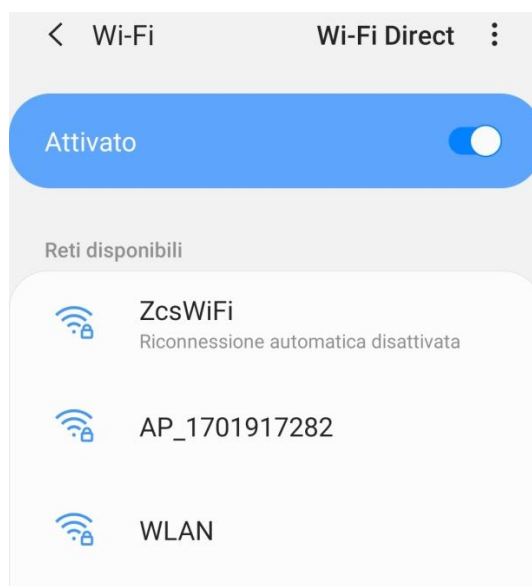 Wi-Fi Wi-Fi Direct
Attivato
Reti disponibili
ZcsWiFi
Riconnessione automatica disattivata
AP_1701917282
WLAN